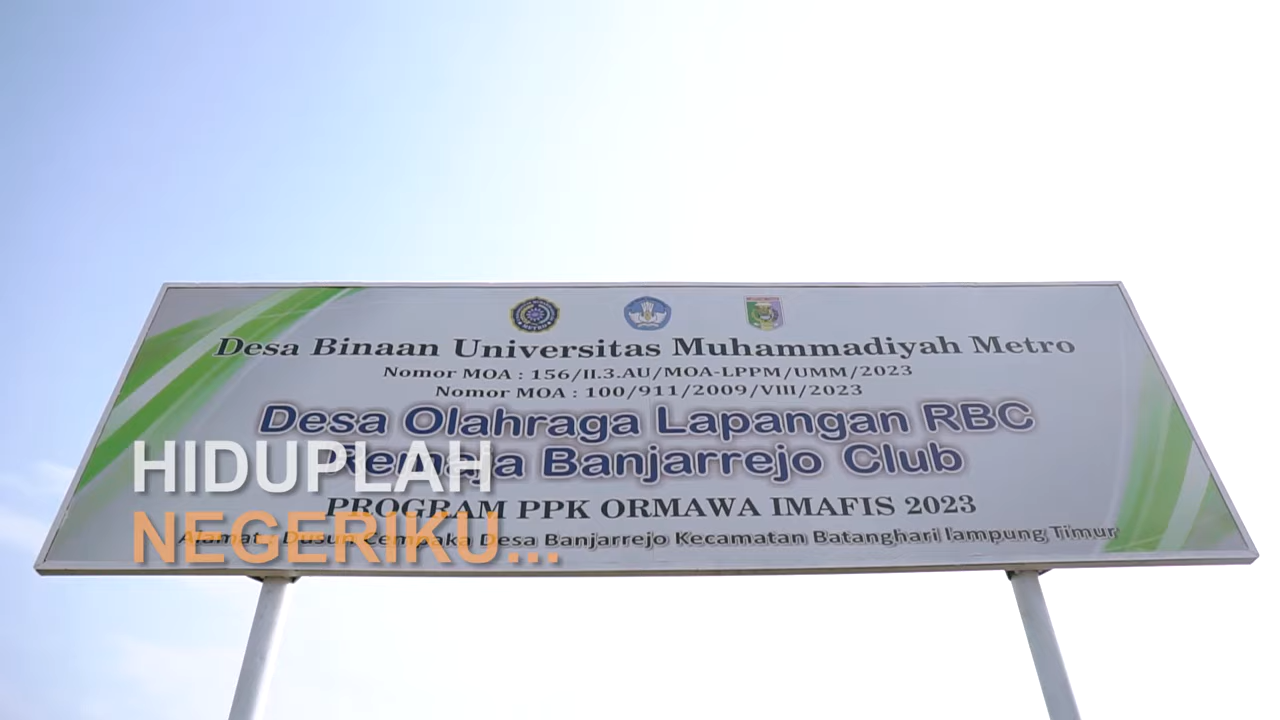 Desa Binaan Universitas Muhammadiyah Metro
Nomor MOA : 156/II.3.AU/MOA-LPPM/UMM/2023
Nomor MOA : 100/911/2009/VIII/2023
Desa Olahraga Lapangan RBC
Remaja Banjarrejo Club
PROGRAM PPK ORMAWA IMAFIS 2023
Alamat : Dusun Cempaka Desa Banjarrejo Kecamatan Batanghari lampung Timur
HIDUPLAH
NEGERIKU...